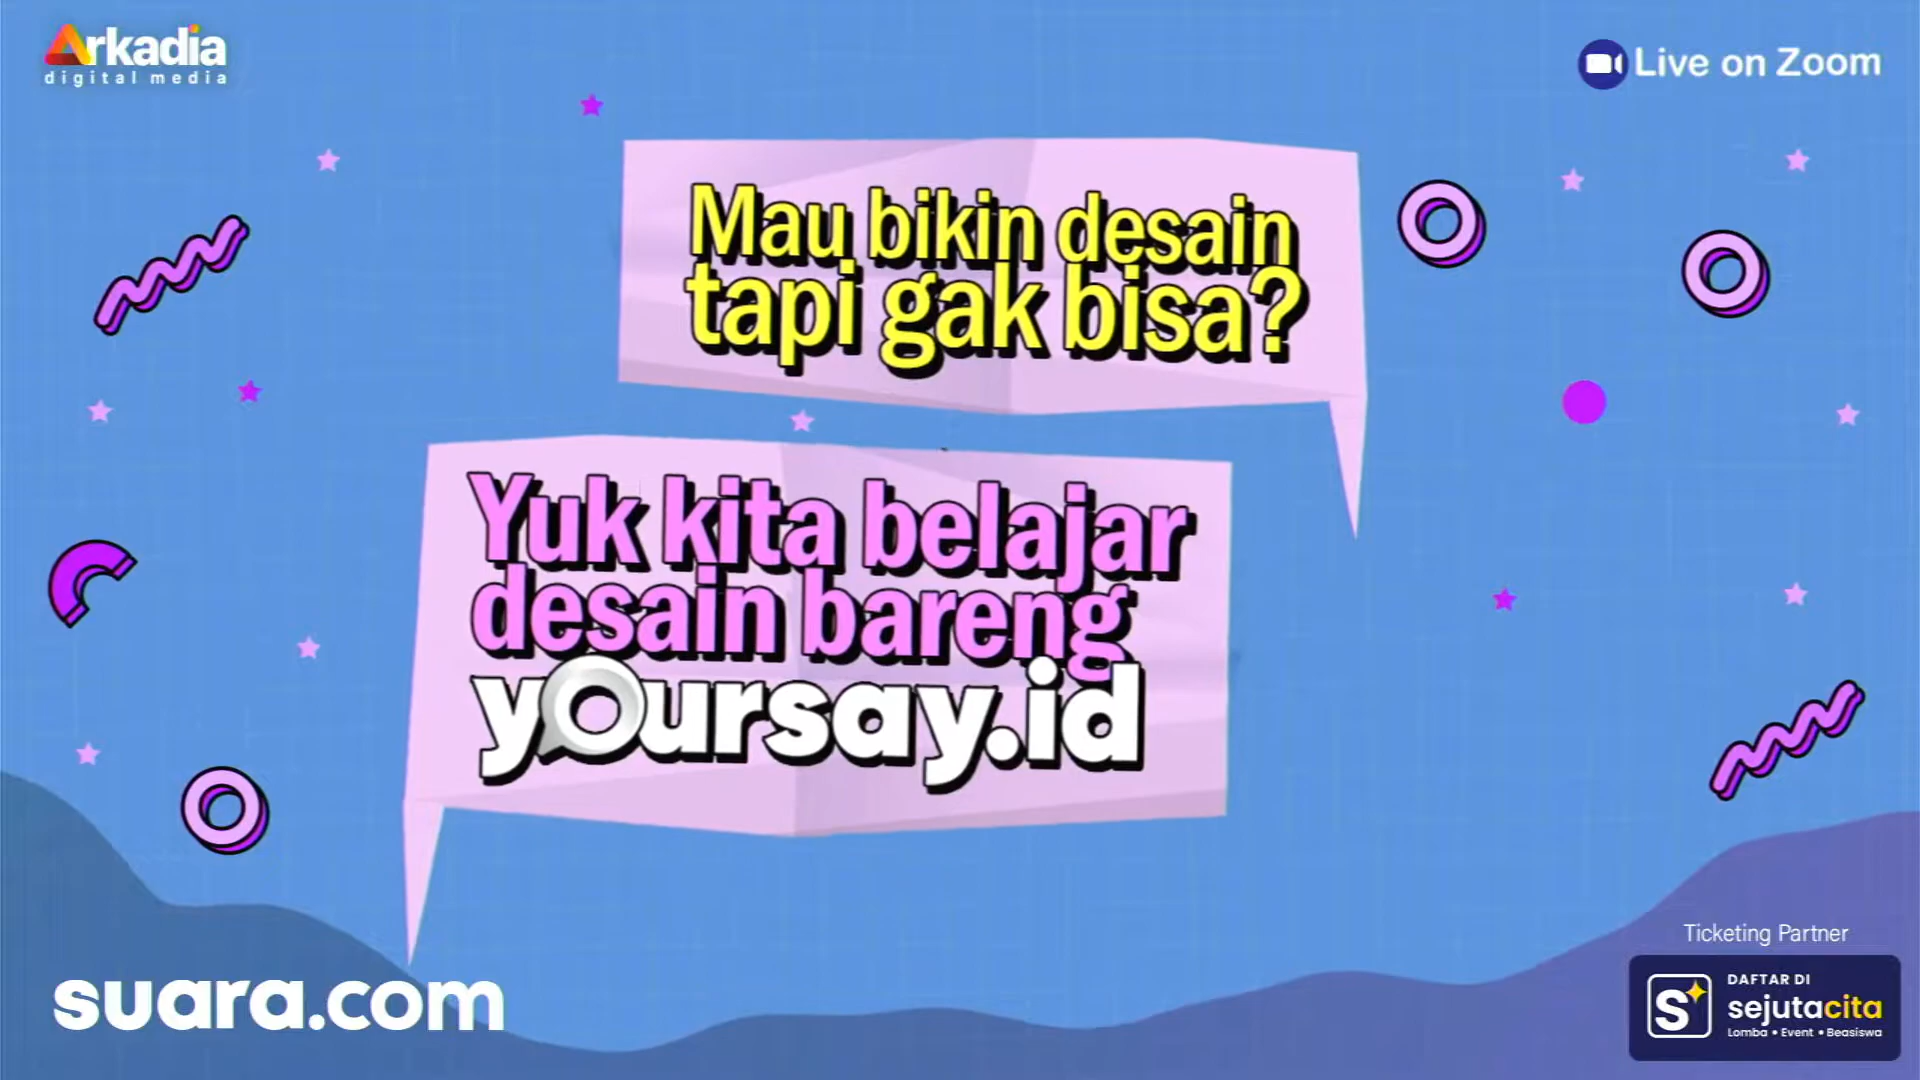 Arkadia
digital media
Live on Zoom
Mau bikin desain
tapi gak bisa?
Yuk kita belajar
desain bareng
yoursay.id
suara.com
Ticketing Partner
DAFTAR DI
sejutacita
Lomba • Event • Beasiswa